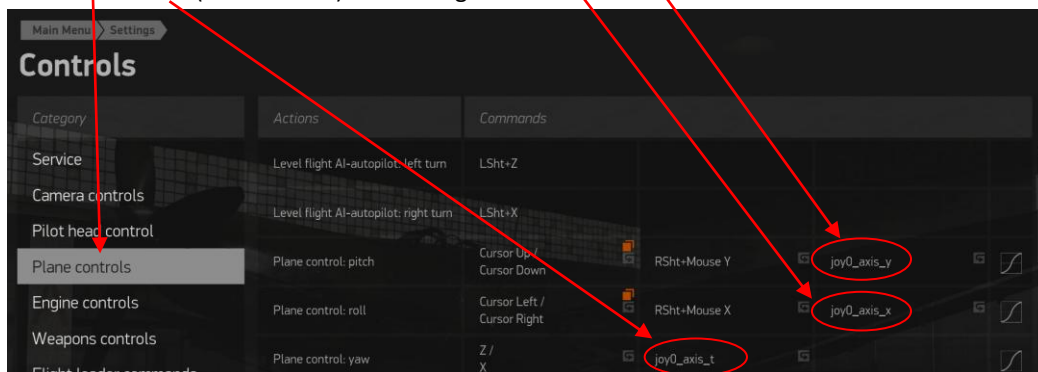 Main Menu Settings
Controls
Category Actions Commands
Service Level flight AI-autopilot: left turn LSht+Z
Camera controls
Level flight AI-autopilot: right turn LSht+X
Pilot head control
Plane controls Plane control: pitch Cursor Up / Cursor Down RSht+Mouse Y joy0_axis_y
Engine controls Plane control: roll Cursor Left / Cursor Right RSht+Mouse X joy0_axis_x
Weapons controls
Plane control: yaw Z / X joy0_axis_t